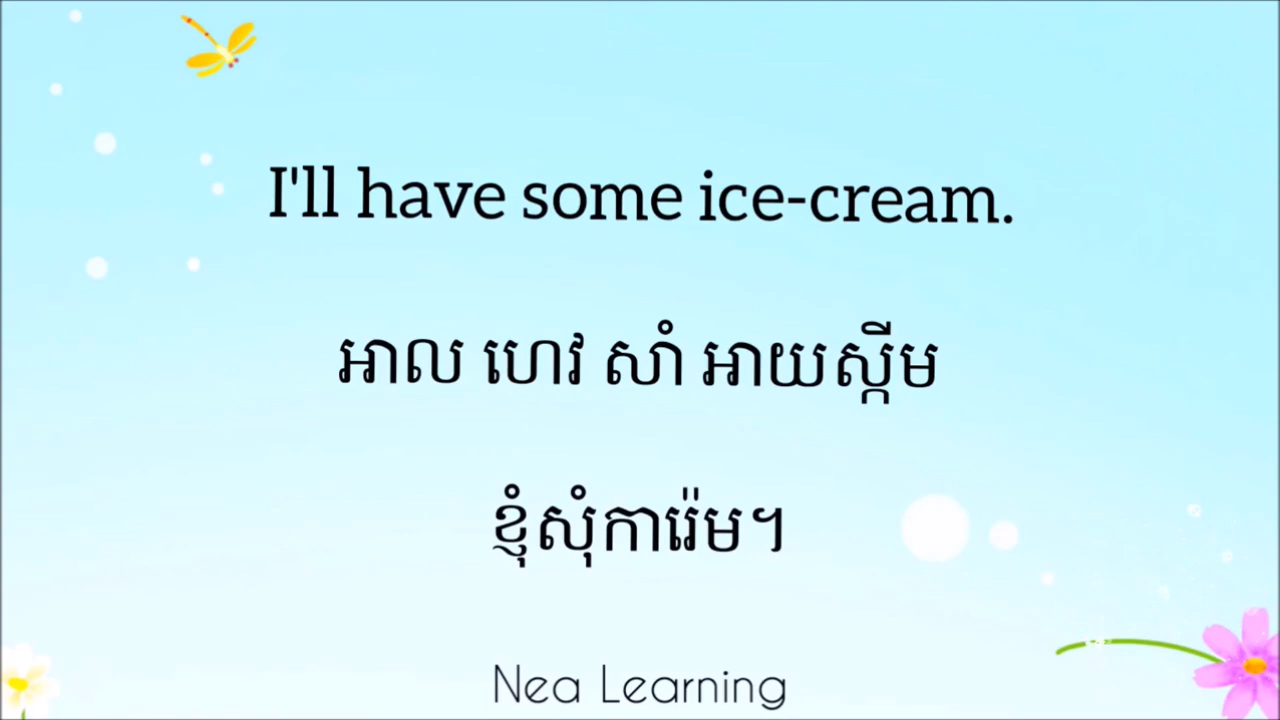 I'll have some ice-cream.
អាល ហេវ សាំ អាយស្កីម
ខ្ញុំសុំការ៉េម។
Nea Learning